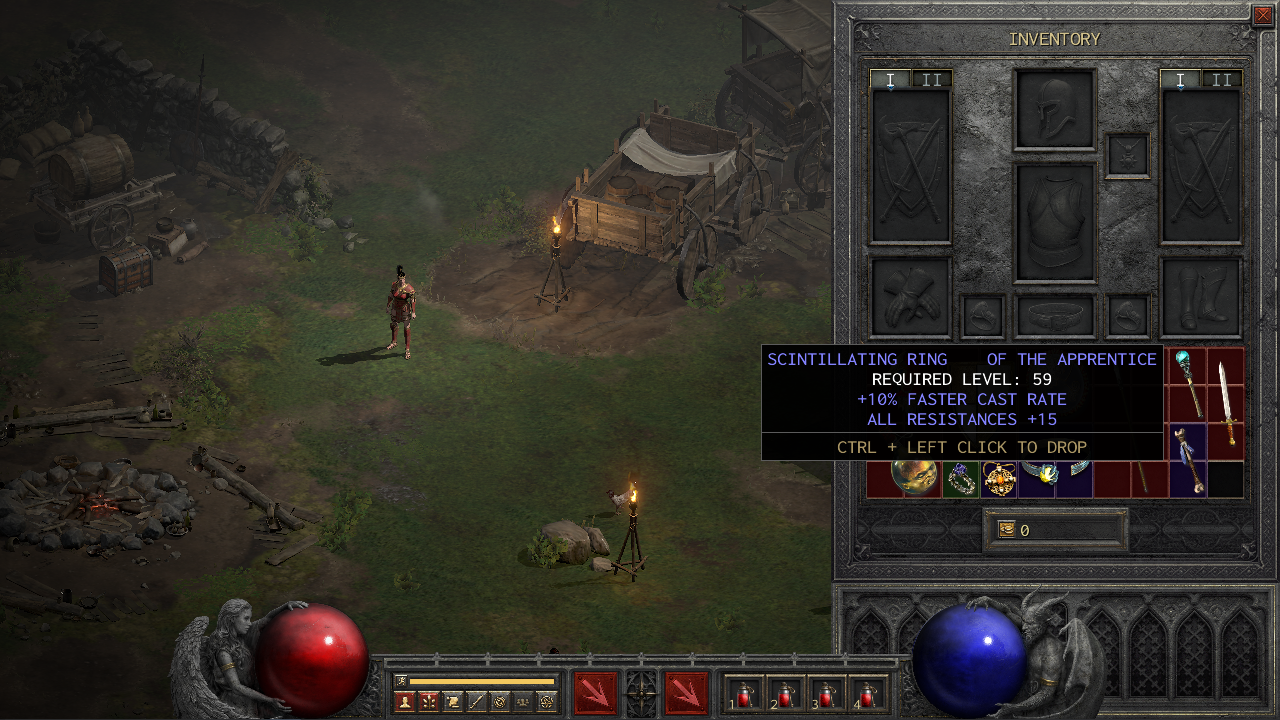 INVENTORY
I II
I II
SCINTILLATING RING OF THE APPRENTICE
REQUIRED LEVEL: 59
+10% FASTER CAST RATE
ALL RESISTANCES +15
CTRL + LEFT CLICK TO DROP
0
1 2 3 4